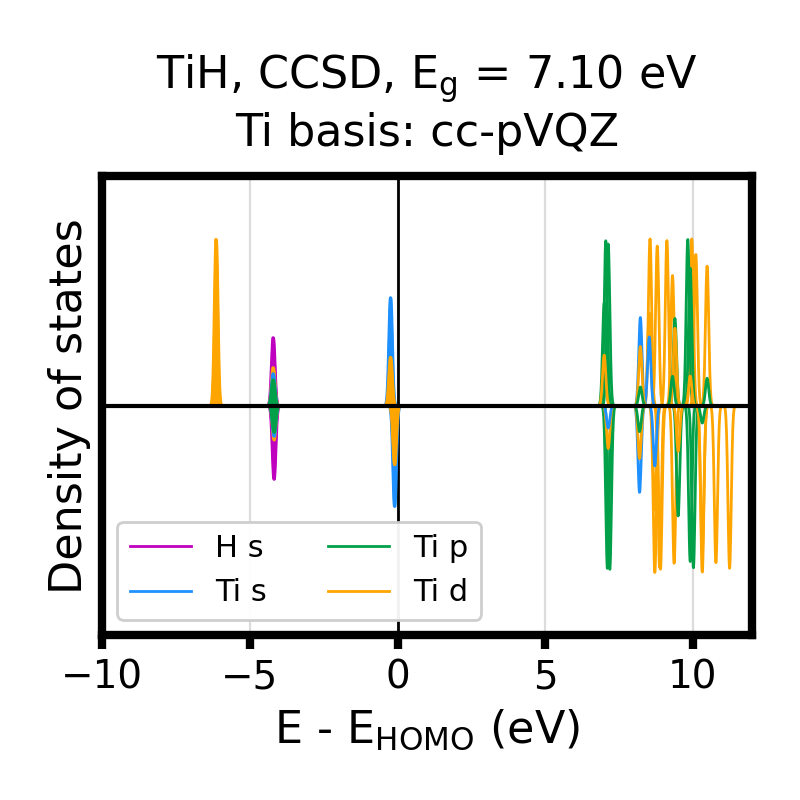 TiH, CCSD, E_g = 7.10 eV
Ti basis: cc-pVQZ
Density of states
H s
Ti p
Ti s
Ti d
−10 −5 0 5 10
E - E_HOMO (eV)